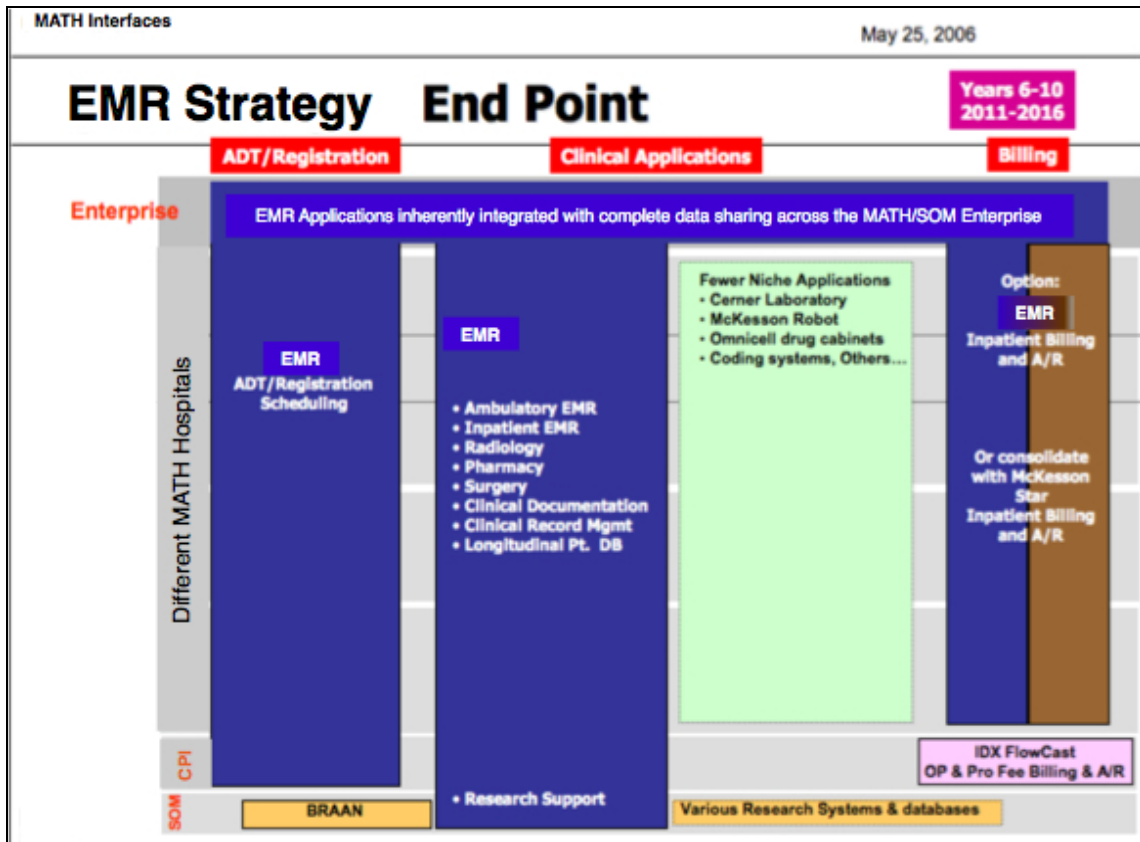 MATH Interfaces
May 25, 2006
EMR Strategy End Point
Years 6-10
2011-2016
ADT/Registration
Clinical Applications
Billing
Enterprise
EMR Applications inherently integrated with complete data sharing across the MATH/SOM Enterprise
Different MATH Hospitals
EMR
ADT/Registration
Scheduling
EMR
• Ambulatory EMR
• Inpatient EMR
• Radiology
• Pharmacy
• Surgery
• Clinical Documentation
• Clinical Record Mgmt
• Longitudinal Pt. DB
• Research Support
Fewer Niche Applications
• Cerner Laboratory
• McKesson Robot
• Omnicell drug cabinets
• Coding systems, Others...
Option:
EMR
Inpatient Billing
and A/R
Or consolidate
with McKesson
Star
Inpatient Billing
and A/R
CPI
IDX FlowCast
OP & Pro Fee Billing & A/R
SOM
BRAAN
Various Research Systems & databases